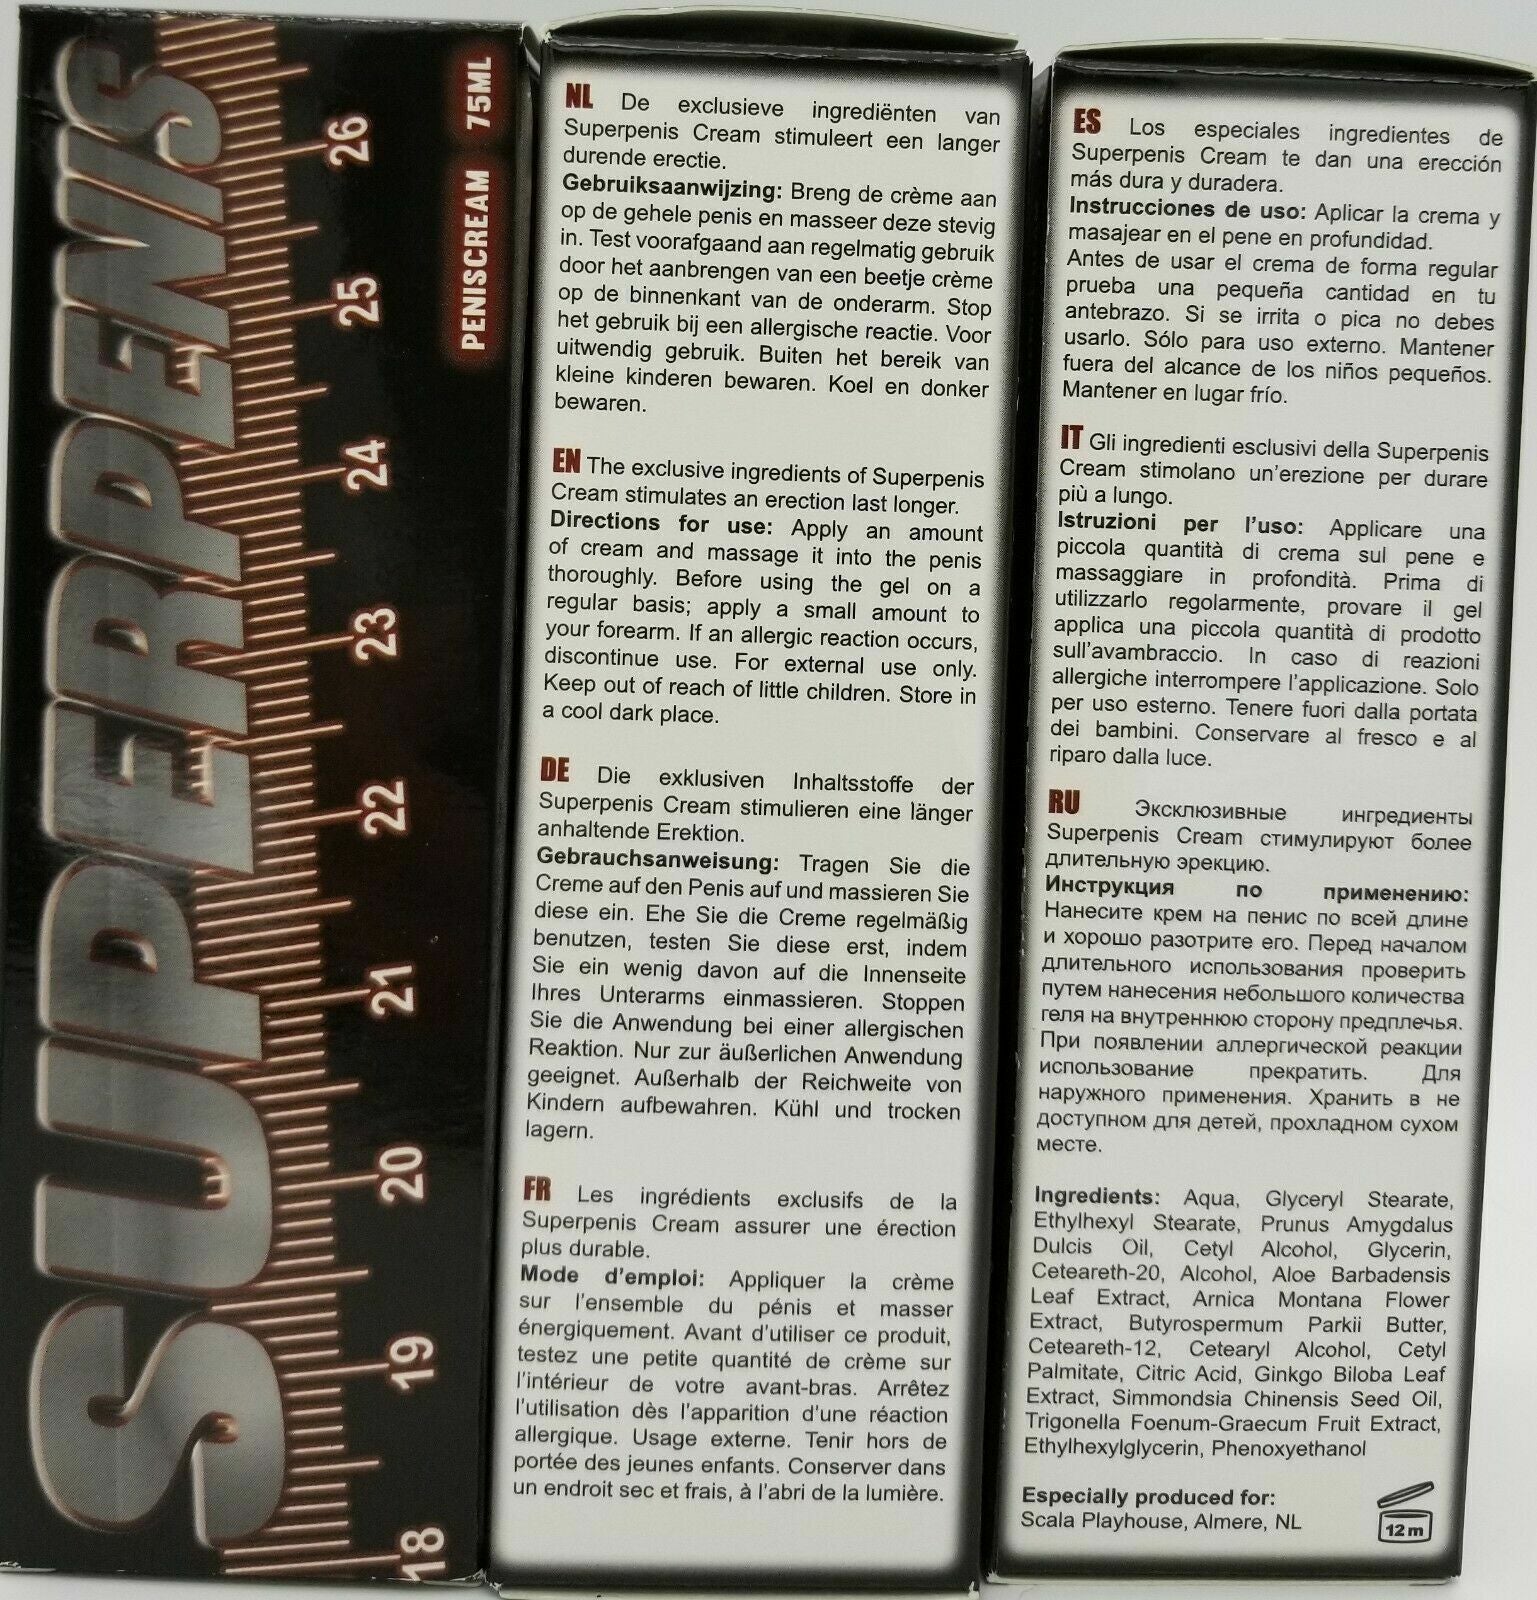 SUPERPENIS
PENISCREAM 75ML
26
25
24
23
22
21
20
19
18
NL De exclusieve ingrediënten van
Superpenis Cream stimuleert een langer
durende erectie.
Gebruiksaanwijzing: Breng de crème aan
op de gehele penis en masseer deze stevig
in. Test voorafgaand aan regelmatig gebruik
door het aanbrengen van een beetje crème
op de binnenkant van de onderarm. Stop
het gebruik bij een allergische reactie. Voor
uitwendig gebruik. Buiten het bereik van
kleine kinderen bewaren. Koel en donker
bewaren.
EN The exclusive ingredients of Superpenis
Cream stimulates an erection last longer.
Directions for use: Apply an amount
of cream and massage it into the penis
thoroughly. Before using the gel on a
regular basis; apply a small amount to
your forearm. If an allergic reaction occurs,
discontinue use. For external use only.
Keep out of reach of little children. Store in
a cool dark place.
DE Die exklusiven Inhaltsstoffe der
Superpenis Cream stimulieren eine länger
anhaltende Erektion.
Gebrauchsanweisung: Tragen Sie die
Creme auf den Penis auf und massieren Sie
diese ein. Ehe Sie die Creme regelmäßig
benutzen, testen Sie diese erst, indem
Sie ein wenig davon auf die Innenseite
Ihres Unterarms einmassieren. Stoppen
Sie die Anwendung bei einer allergischen
Reaktion. Nur zur äußerlichen Anwendung
geeignet. Außerhalb der Reichweite von
Kindern aufbewahren. Kühl und trocken
lagern.
FR Les ingrédients exclusifs de la
Superpenis Cream assurer une érection
plus durable.
Mode d'emploi: Appliquer la crème
sur l'ensemble du pénis et masser
énergiquement. Avant d'utiliser ce produit,
testez une petite quantité de crème sur
l'intérieur de votre avant-bras. Arrêtez
l'utilisation dès l'apparition d'une réaction
allergique. Usage externe. Tenir hors de
portée des jeunes enfants. Conserver dans
un endroit sec et frais, à l'abri de la lumière.
ES Los especiales ingredientes de
Superpenis Cream te dan una erección
más dura y duradera.
Instrucciones de uso: Aplicar la crema y
masajear en el pene en profundidad.
Antes de usar el crema de forma regular
prueba una pequeña cantidad en tu
antebrazo. Si se irrita o pica no debes
usarlo. Sólo para uso externo. Mantener
fuera del alcance de los niños pequeños.
Mantener en lugar frío.
IT Gli ingredienti esclusivi della Superpenis
Cream stimolano un'erezione per durare
più a lungo.
Istruzioni per l'uso: Applicare una
piccola quantità di crema sul pene e
massaggiare in profondità. Prima di
utilizzarlo regolarmente, provare il gel
applica una piccola quantità di prodotto
sull'avambraccio. In caso di reazioni
allergiche interrompere l'applicazione. Solo
per uso esterno. Tenere fuori dalla portata
dei bambini. Conservare al fresco e al
riparo dalla luce.
RU Эксклюзивные ингредиенты
Superpenis Cream стимулируют более
длительную эрекцию.
Инструкция по применению:
Нанесите крем на пенис по всей длине
и хорошо разотрите его. Перед началом
длительного использования проверить
путем нанесения небольшого количества
геля на внутреннюю сторону предплечья.
При появлении аллергической реакции
использование прекратить. Для
наружного применения. Хранить в не
доступном для детей, прохладном сухом
месте.
Ingredients: Aqua, Glyceryl Stearate,
Ethylhexyl Stearate, Prunus Amygdalus
Dulcis Oil, Cetyl Alcohol, Glycerin,
Ceteareth-20, Alcohol, Aloe Barbadensis
Leaf Extract, Arnica Montana Flower
Extract, Butyrospermum Parkii Butter,
Ceteareth-12, Cetearyl Alcohol, Cetyl
Palmitate, Citric Acid, Ginkgo Biloba Leaf
Extract, Simmondsia Chinensis Seed Oil,
Trigonella Foenum-Graecum Fruit Extract,
Ethylhexylglycerin, Phenoxyethanol
Especially produced for:
Scala Playhouse, Almere, NL
12 m